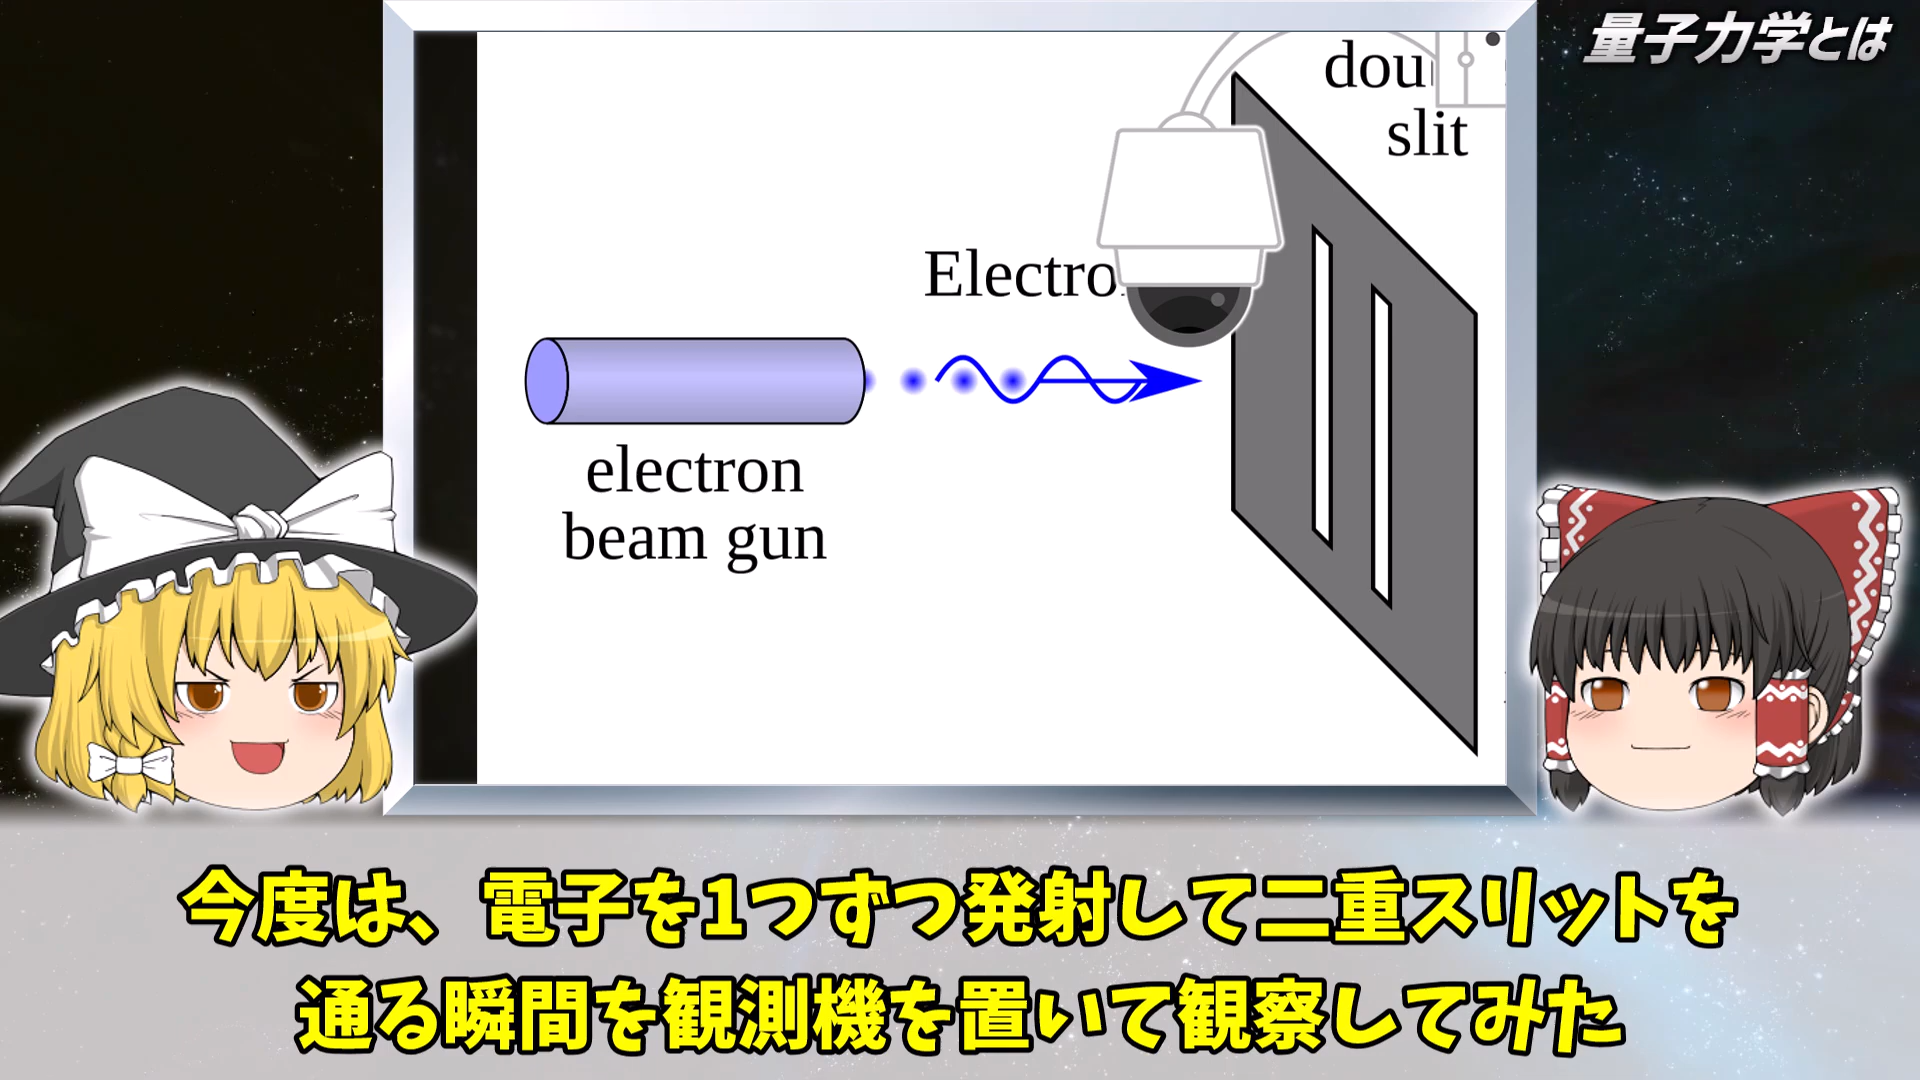 量子力学とは
slit
electron
beam gun
今度は、電子を1つずつ発射して二重スリットを
通る瞬間を観測機を置いて観察してみた